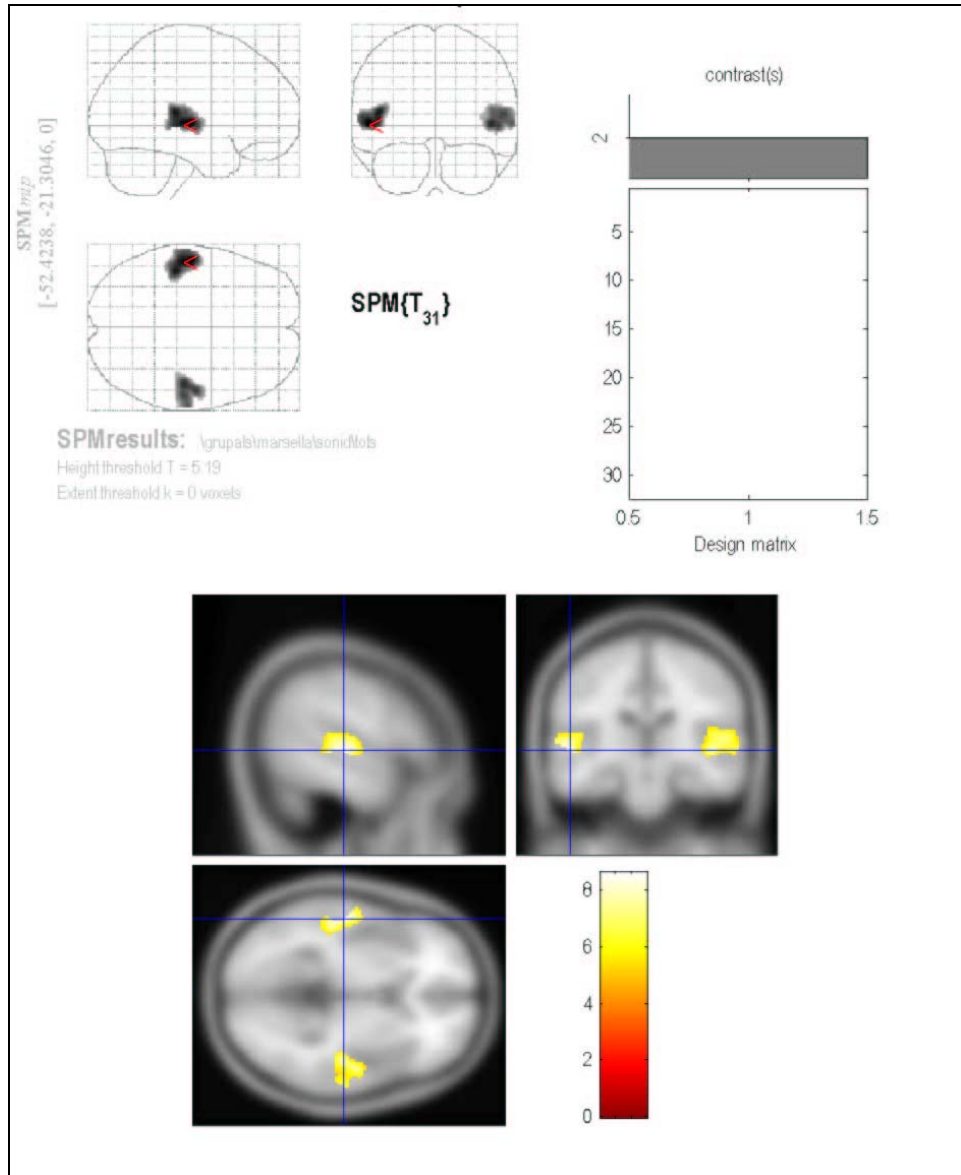 SPMmip
[-52.4238, -21.3046, 0]
SPM{T31}
SPMresults:
Height threshold T = 5.19
Extent threshold k = 0 voxels
contrast(s)
2
5
10
15
20
25
30
0.5 1 1.5
Design matrix
8
6
4
2
0